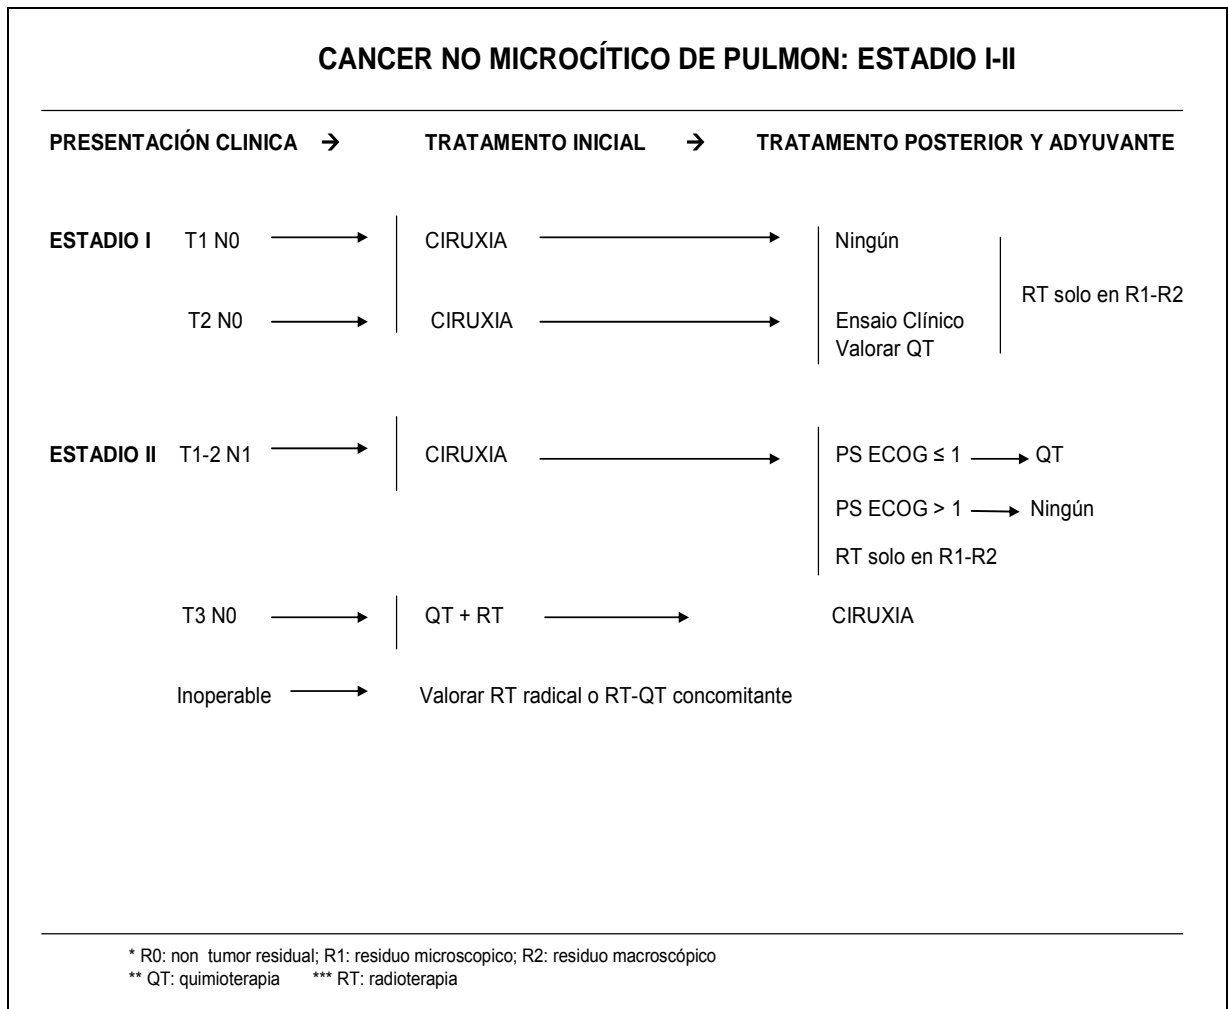 CANCER NO MICROCÍTICO DE PULMON: ESTADIO I-II
PRESENTACIÓN CLINICA → TRATAMENTO INICIAL → TRATAMENTO POSTERIOR Y ADYUVANTE
ESTADIO I T1 N0 CIRUXIA Ningún
RT solo en R1-R2
T2 N0 CIRUXIA Ensaio Clínico
Valorar QT
ESTADIO II T1-2 N1 CIRUXIA PS ECOG ≤ 1 QT
PS ECOG > 1 Ningún
RT solo en R1-R2
T3 N0 QT + RT CIRUXIA
Inoperable Valorar RT radical o RT-QT concomitante
* R0: non tumor residual; R1: residuo microscopico; R2: residuo macroscópico
** QT: quimioterapia *** RT: radioterapia